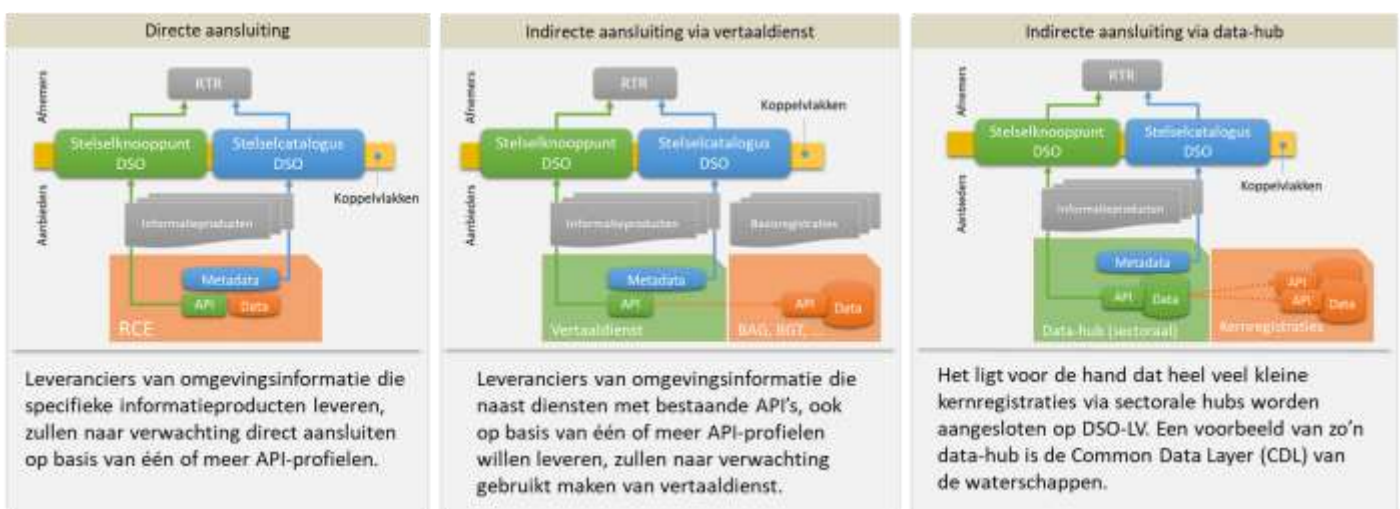 Directe aansluiting
Afnemers
RTR
Stelselknooppunt
DSO
Stelselcatalogus
DSO
Koppelvlakken
Aanbieders
Informatieproducten
Metadata
API
Data
RCE
Leveranciers van omgevingsinformatie die
specifieke informatieproducten leveren,
zullen naar verwachting direct aansluiten
op basis van één of meer API-profielen.
Indirecte aansluiting via vertaaldienst
Afnemers
RTR
Koppelvlakken
Stelselknooppunt
DSO
Stelselcatalogus
DSO
Aanbieders
Informatieproducten
Basisregistraties
Metadata
API
API
Data
Vertaaldienst
BAG, BGT, ...
Leveranciers van omgevingsinformatie die
naast diensten met bestaande API's, ook
op basis van één of meer API-profielen
willen leveren, zullen naar verwachting
gebruikt maken van vertaaldienst.
Indirecte aansluiting via data-hub
Afnemers
RTR
Stelselknooppunt
DSO
Stelselcatalogus
DSO
Koppelvlakken
Aanbieders
Informatieproducten
Metadata
API
Data
API
API
Data
Data-hub (sectoraal)
Kernregistraties
Het ligt voor de hand dat heel veel kleine
kernregistraties via sectorale hubs worden
aangesloten op DSO-LV. Een voorbeeld van zo'n
data-hub is de Common Data Layer (CDL) van
de waterschappen.